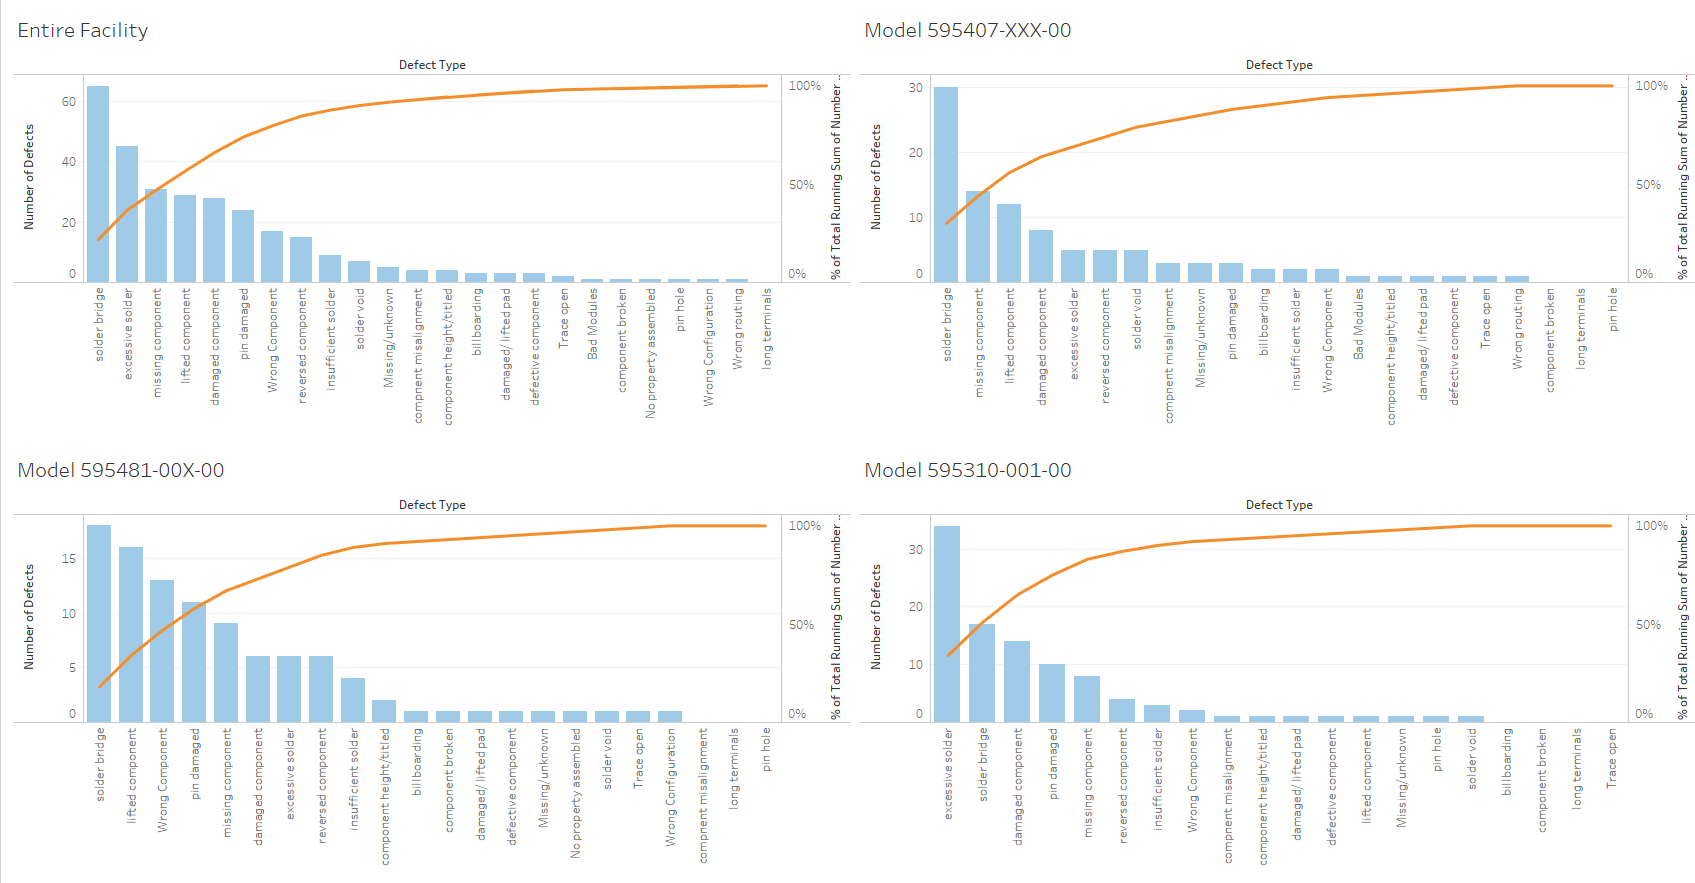 Entire Facility
Defect Type
Number of Defects
60
40
20
0
100%
50%
0%
% of Total Running Sum of Number ..
solder bridge
excessive solder
missing component
lifted component
damaged component
pin damaged
Wrong Component
reversed component
insufficient solder
solder void
Missing/unknown
component misalignment
component height/titled
billboarding
damaged/ lifted pad
defective component
Trace open
Bad Modules
component broken
No property assembled
pin hole
Wrong Configuration
Wrong routing
long terminals
Model 595407-XXX-00
Defect Type
Number of Defects
30
20
10
0
100%
50%
0%
% of Total Running Sum of Number ..
solder bridge
missing component
lifted component
damaged component
excessive solder
reversed component
solder void
component misalignment
Missing/unknown
pin damaged
billboarding
insufficient solder
Wrong Component
Bad Modules
component height/titled
damaged/ lifted pad
defective component
Trace open
Wrong routing
component broken
long terminals
pin hole
Model 595481-00X-00
Defect Type
Number of Defects
15
10
5
0
100%
50%
0%
% of Total Running Sum of Number ..
solder bridge
lifted component
Wrong Component
pin damaged
missing component
damaged component
excessive solder
reversed component
insufficient solder
component height/titled
billboarding
component broken
damaged/ lifted pad
defective component
Missing/unknown
No property assembled
solder void
Trace open
Wrong Configuration
component misalignment
long terminals
pin hole
Model 595310-001-00
Defect Type
Number of Defects
30
20
10
0
100%
50%
0%
% of Total Running Sum of Number ..
excessive solder
solder bridge
damaged component
pin damaged
missing component
reversed component
insufficient solder
Wrong Component
component misalignment
component height/titled
damaged/ lifted pad
defective component
lifted component
Missing/unknown
pin hole
solder void
billboarding
component broken
long terminals
Trace open